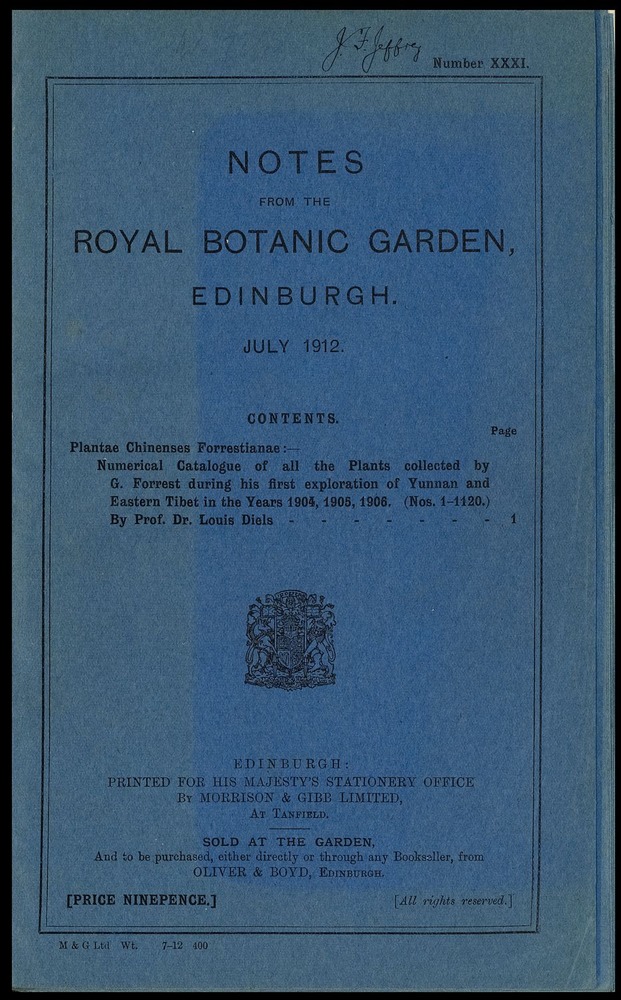 J. F. Jeffrey
Number XXXI.
NOTES
FROM THE
ROYAL BOTANIC GARDEN,
EDINBURGH.
JULY 1912.
CONTENTS.
Page
Plantae Chinenses Forrestianae:—
Numerical Catalogue of all the Plants collected by
G. Forrest during his first exploration of Yunnan and
Eastern Tibet in the Years 1904, 1905, 1906. (Nos. 1-1120.)
By Prof. Dr. Louis Diels - - - - - - - 1
EDINBURGH:
PRINTED FOR HIS MAJESTY'S STATIONERY OFFICE
BY MORRISON & GIBB LIMITED,
AT TANFIELD.
SOLD AT THE GARDEN,
And to be purchased, either directly or through any Bookseller, from
OLIVER & BOYD, EDINBURGH.
[PRICE NINEPENCE.] [All rights reserved.]
M & G Ltd Wt. 7-12 400